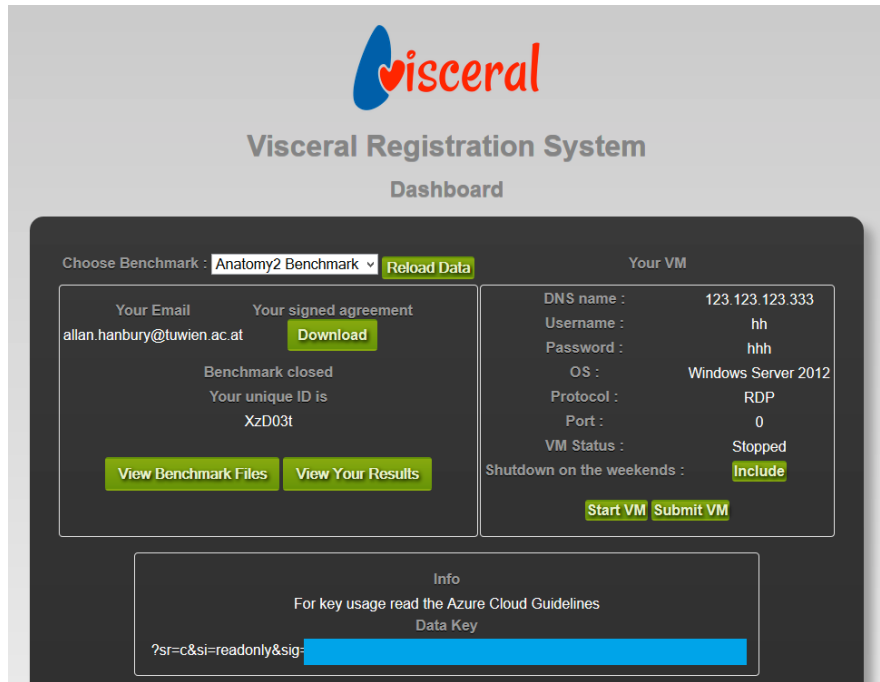 visceral
Visceral Registration System
Dashboard
Choose Benchmark : Anatomy2 Benchmark Reload Data
Your Email Your signed agreement
allan.hanbury@tuwien.ac.at Download
Benchmark closed
Your unique ID is
XzD03t
View Benchmark Files View Your Results
Your VM
DNS name : 123.123.123.333
Username : hh
Password : hhh
OS : Windows Server 2012
Protocol : RDP
Port : 0
VM Status : Stopped
Shutdown on the weekends : Include
Start VM Submit VM
Info
For key usage read the Azure Cloud Guidelines
Data Key
?sr=c&si=readonly&sig=